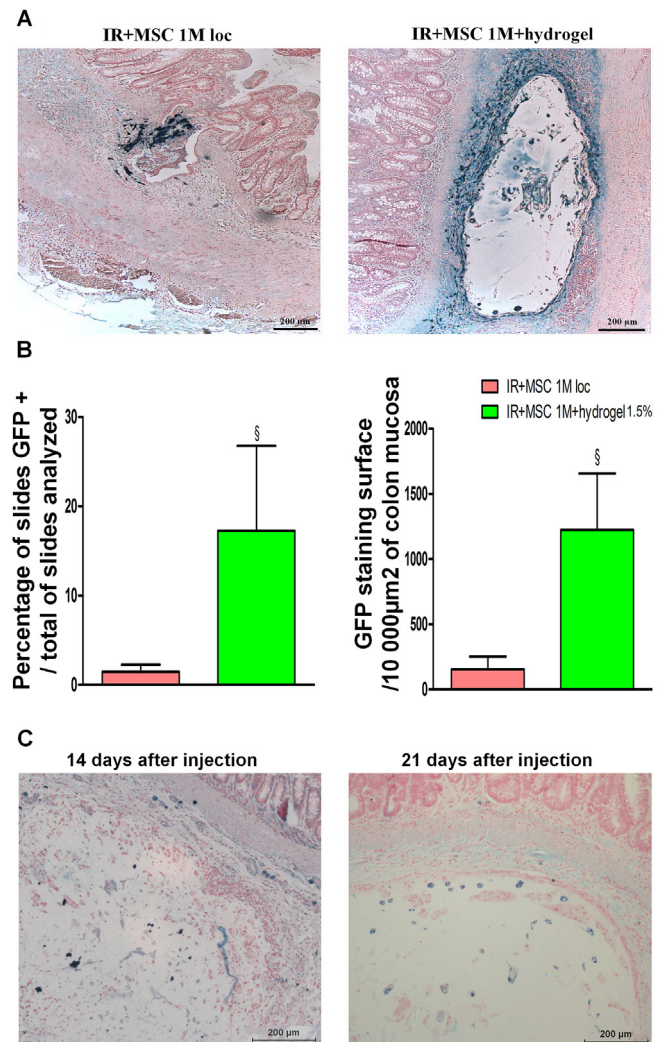 A
IR+MSC 1M loc
IR+MSC 1M+hydrogel
200 µm
200 µm
B
IR+MSC 1M loc
IR+MSC 1M+hydrogel 1.5%
Percentage of slides GFP +
/ total of slides analyzed
30
20
10
0
§
GFP staining surface
/10 000µm2 of colon mucosa
2000
1500
1000
500
0
§
C
14 days after injection
21 days after injection
200 µm
200 µm